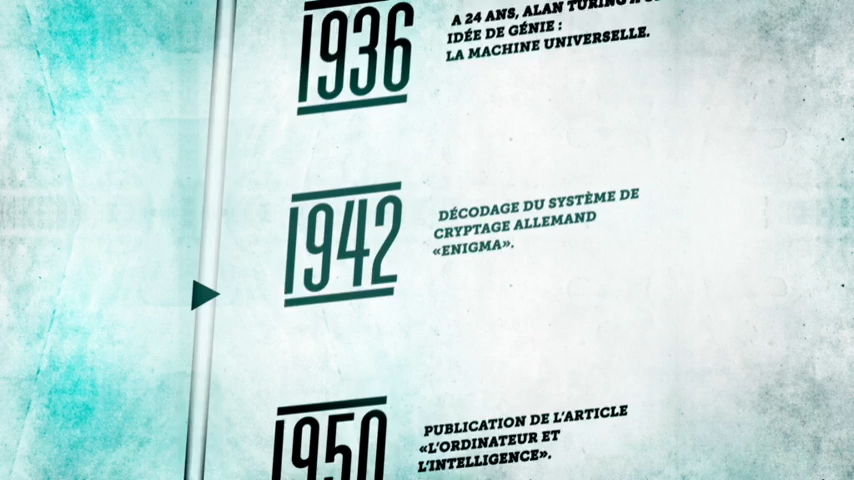 1936
A 24 ANS, ALAN TURING A
IDÉE DE GÉNIE :
LA MACHINE UNIVERSELLE.
1942
DÉCODAGE DU SYSTÈME DE
CRYPTAGE ALLEMAND
«ENIGMA».
1950
PUBLICATION DE L'ARTICLE
«L'ORDINATEUR ET
L'INTELLIGENCE».